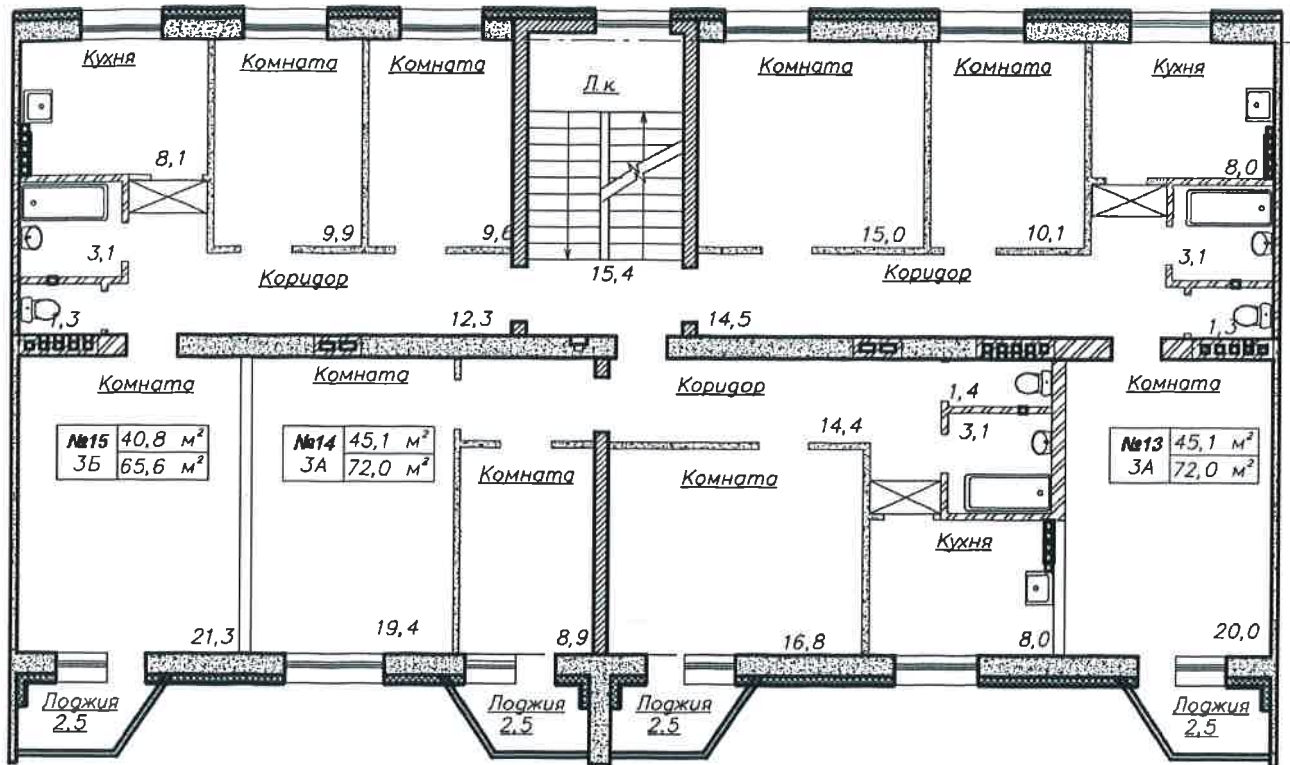 Кухня
Комната
Комната
Л.к.
Комната
Комната
Кухня
8,1
8,0
9,9
9,6
15,0
10,1
3,1
3,1
Коридор
15,4
Коридор
1,3
12,3
14,5
1,3
Комната
Комната
Коридор
1,4
Комната
№15 40,8 м²
3Б 65,6 м²
№14 45,1 м²
3А 72,0 м²
14,4
3,1
№13 45,1 м²
3А 72,0 м²
Комната
Комната
Кухня
21,3
19,4
8,9
16,8
8,0
20,0
Лоджия
2,5
Лоджия
2,5
Лоджия
2,5
Лоджия
2,5